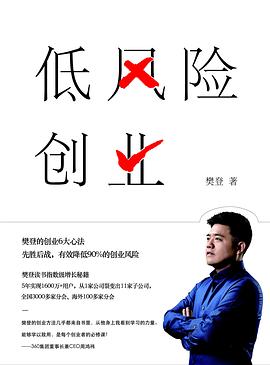 低风险
创业
樊登 著
樊登的创业6大心法
先胜后战，有效降低90%的创业风险
樊登读书指数级增长秘籍
5年实现1600万+用户，从1家公司裂变出11家子公司，
全国3000多家分会，海外100多家分会
樊登的创业方法几乎都来自书里，从他身上我看到学习的力量，
能够学以致用，是每个创业者的必修课！
——360集团董事长兼CEO周鸿祎